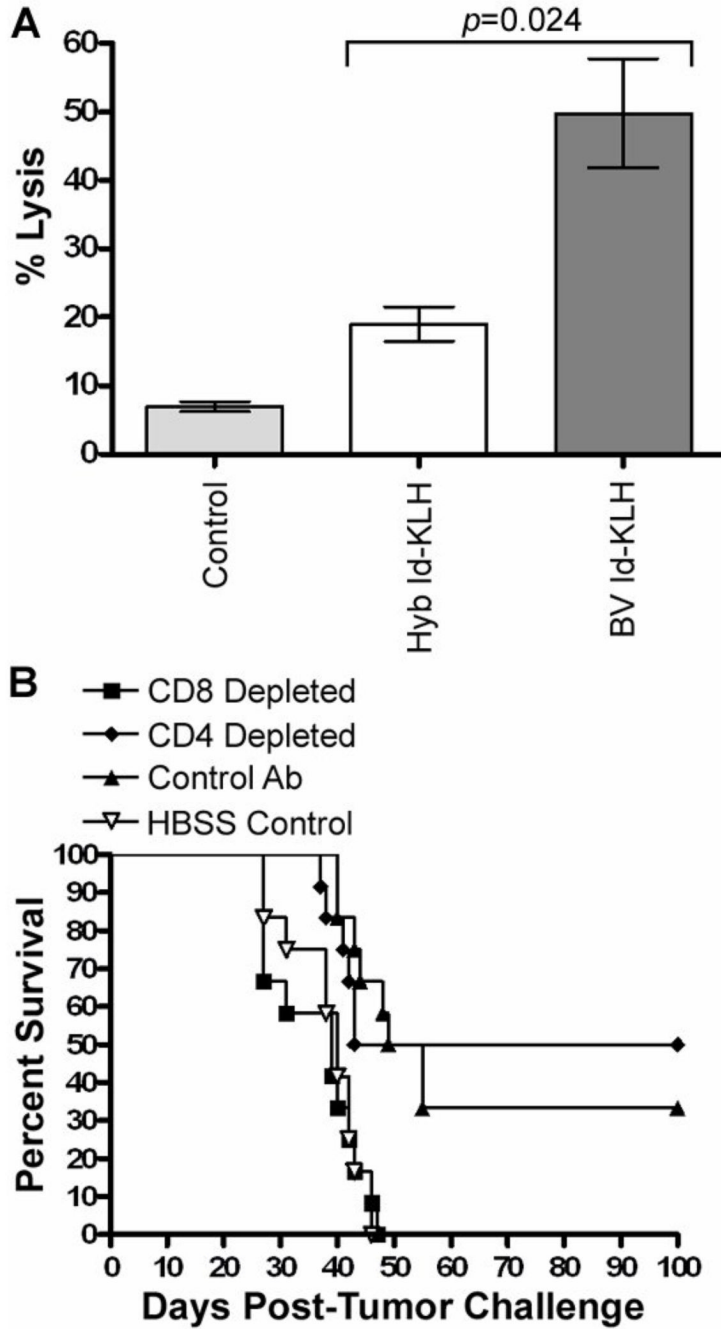 A
p=0.024
% Lysis
60
50
40
30
20
10
0
Control
Hyb Id-KLH
BV Id-KLH
B
CD8 Depleted
CD4 Depleted
Control Ab
HBSS Control
Percent Survival
100
90
80
70
60
50
40
30
20
10
0
0 10 20 30 40 50 60 70 80 90 100
Days Post-Tumor Challenge